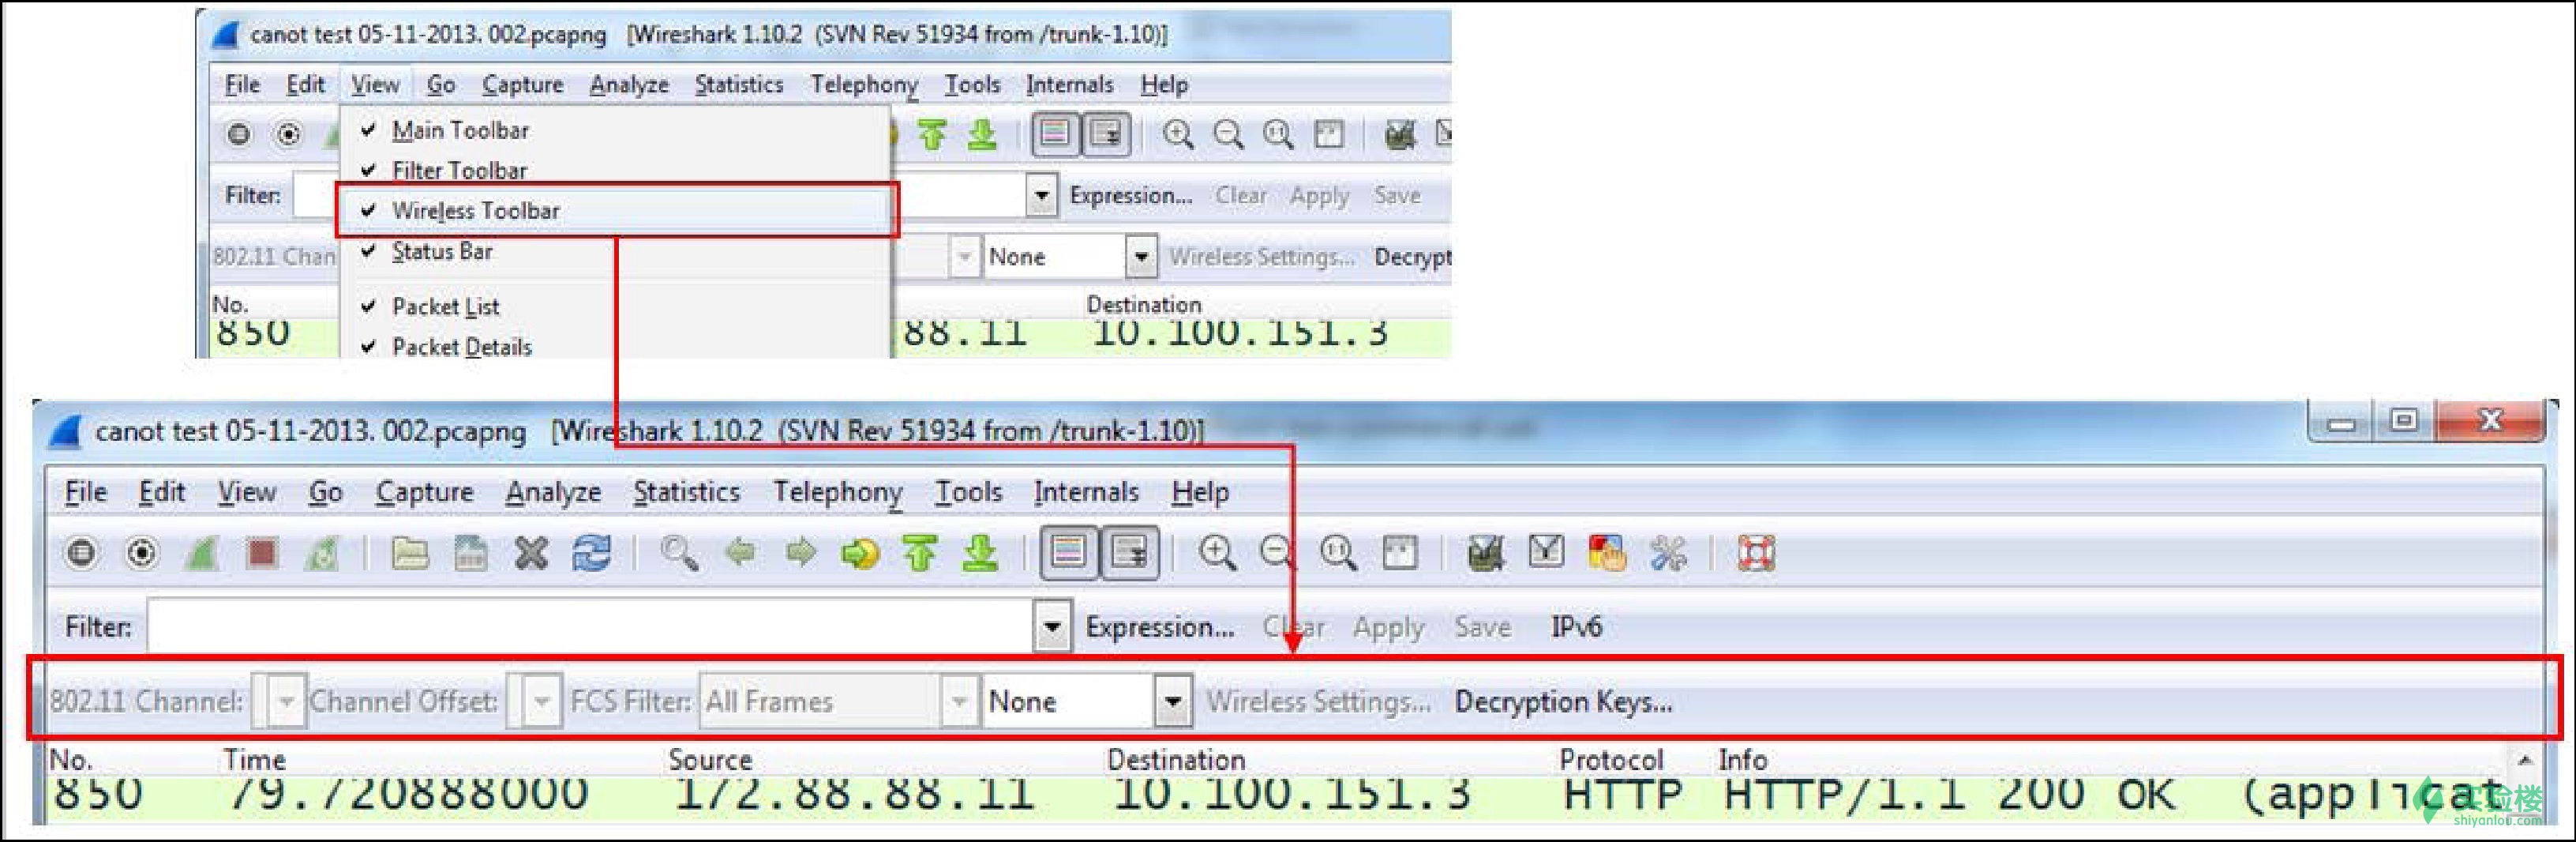 canot test 05-11-2013. 002.pcapng [Wireshark 1.10.2 (SVN Rev 51934 from /trunk-1.10)]
File Edit View Go Capture Analyze Statistics Telephony Tools Internals Help
Main Toolbar
Filter Toolbar
Filter: Wireless Toolbar Expression... Clear Apply Save
802.11 Chan Status Bar None Wireless Settings... Decrypt
No. Packet List Destination
850 Packet Details 88.11 10.100.151.3
canot test 05-11-2013. 002.pcapng [Wireshark 1.10.2 (SVN Rev 51934 from /trunk-1.10)]
File Edit View Go Capture Analyze Statistics Telephony Tools Internals Help
Filter: Expression... Clear Apply Save IPv6
802.11 Channel: Channel Offset: FCS Filter: All Frames None Wireless Settings... Decryption Keys...
No. Time Source Destination Protocol Info
850 79.720888000 172.88.88.11 10.100.151.3 HTTP HTTP/1.1 200 OK (applicat
实验楼
shiyanlou.com